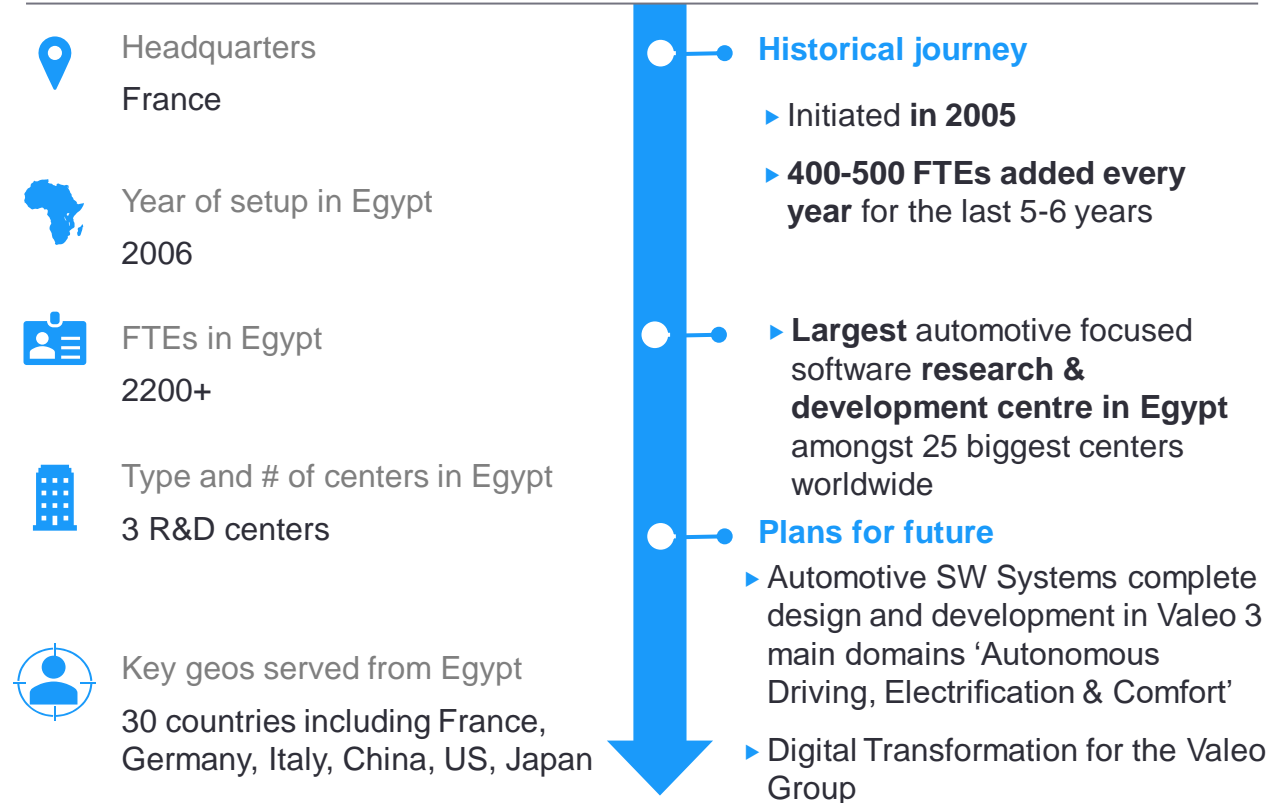 Headquarters
France
Year of setup in Egypt
2006
FTEs in Egypt
2200+
Type and # of centers in Egypt
3 R&D centers
Key geos served from Egypt
30 countries including France,
Germany, Italy, China, US, Japan
Historical journey
Initiated in 2005
400-500 FTEs added every
year for the last 5-6 years
Largest automotive focused
software research &
development centre in Egypt
amongst 25 biggest centers
worldwide
Plans for future
Automotive SW Systems complete
design and development in Valeo 3
main domains ‘Autonomous
Driving, Electrification & Comfort’
Digital Transformation for the Valeo
Group